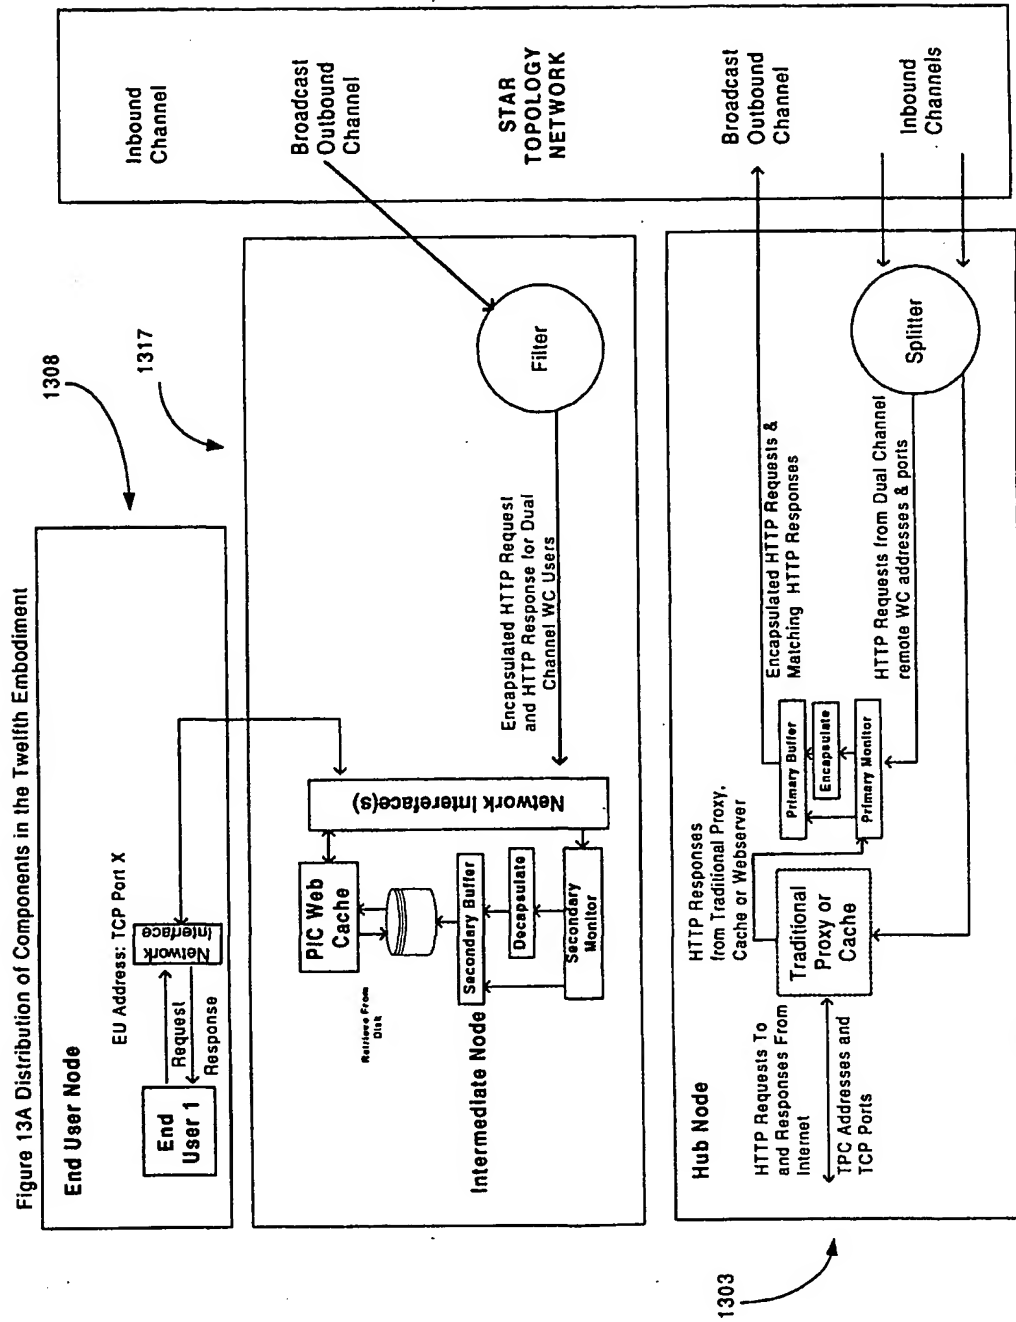 Figure 13A Distribution of Components in the Twelfth Embodiment
1308
1317
1303
End User Node
EU Address: TCP Port X
End
User 1
Request
Response
Network
Interface
Intermediate Node
PIC Web
Cache
Retrieve From
Disk
Secondary Buffer
Decapsulate
Secondary
Monitor
Network Intereface(s)
Encapsulated HTTP Request
and HTTP Response for Dual
Channel WC Users
Filter
Hub Node
HTTP Requests To
and Responses From
Internet
TPC Addresses and
TCP Ports
Traditional
Proxy or
Cache
HTTP Responses
from Traditional Proxy,
Cache or Webserver
Primary Buffer
Encapsulate
Primary Monitor
Encapsulated HTTP Requests &
Matching HTTP Responses
HTTP Requests from Dual Channel
remote WC addresses & ports
Splitter
Inbound
Channel
Broadcast
Outbound
Channel
STAR
TOPOLOGY
NETWORK
Broadcast
Outbound
Channel
Inbound
Channels